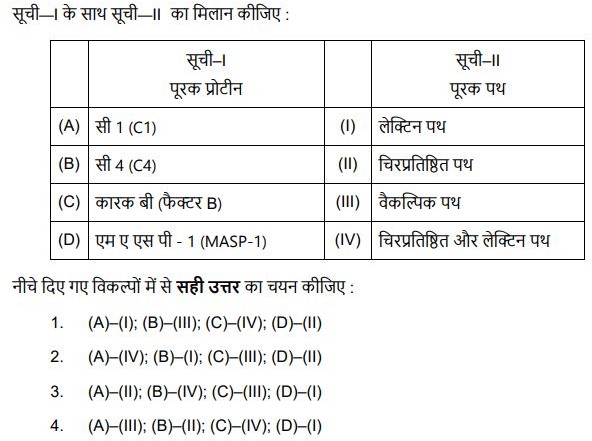 सूची–I के साथ सूची–II का मिलान कीजिए :
सूची–I सूची–II
पूरक प्रोटीन पूरक पथ
(A) सी 1 (C1) (I) लेक्टिन पथ
(B) सी 4 (C4) (II) चिरप्रतिष्ठित पथ
(C) कारक बी (फैक्टर B) (III) वैकल्पिक पथ
(D) एम ए एस पी - 1 (MASP-1) (IV) चिरप्रतिष्ठित और लेक्टिन पथ
नीचे दिए गए विकल्पों में से सही उत्तर का चयन कीजिए :
1. (A)–(I); (B)–(III); (C)–(IV); (D)–(II)
2. (A)–(IV); (B)–(I); (C)–(III); (D)–(II)
3. (A)–(II); (B)–(IV); (C)–(III); (D)–(I)
4. (A)–(III); (B)–(II); (C)–(IV); (D)–(I)